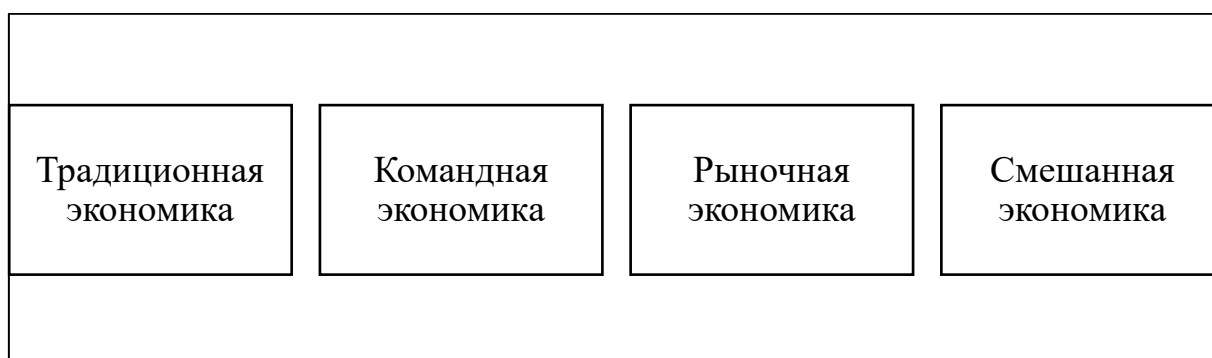 Традиционная
экономика
Командная
экономика
Рыночная
экономика
Смешанная
экономика